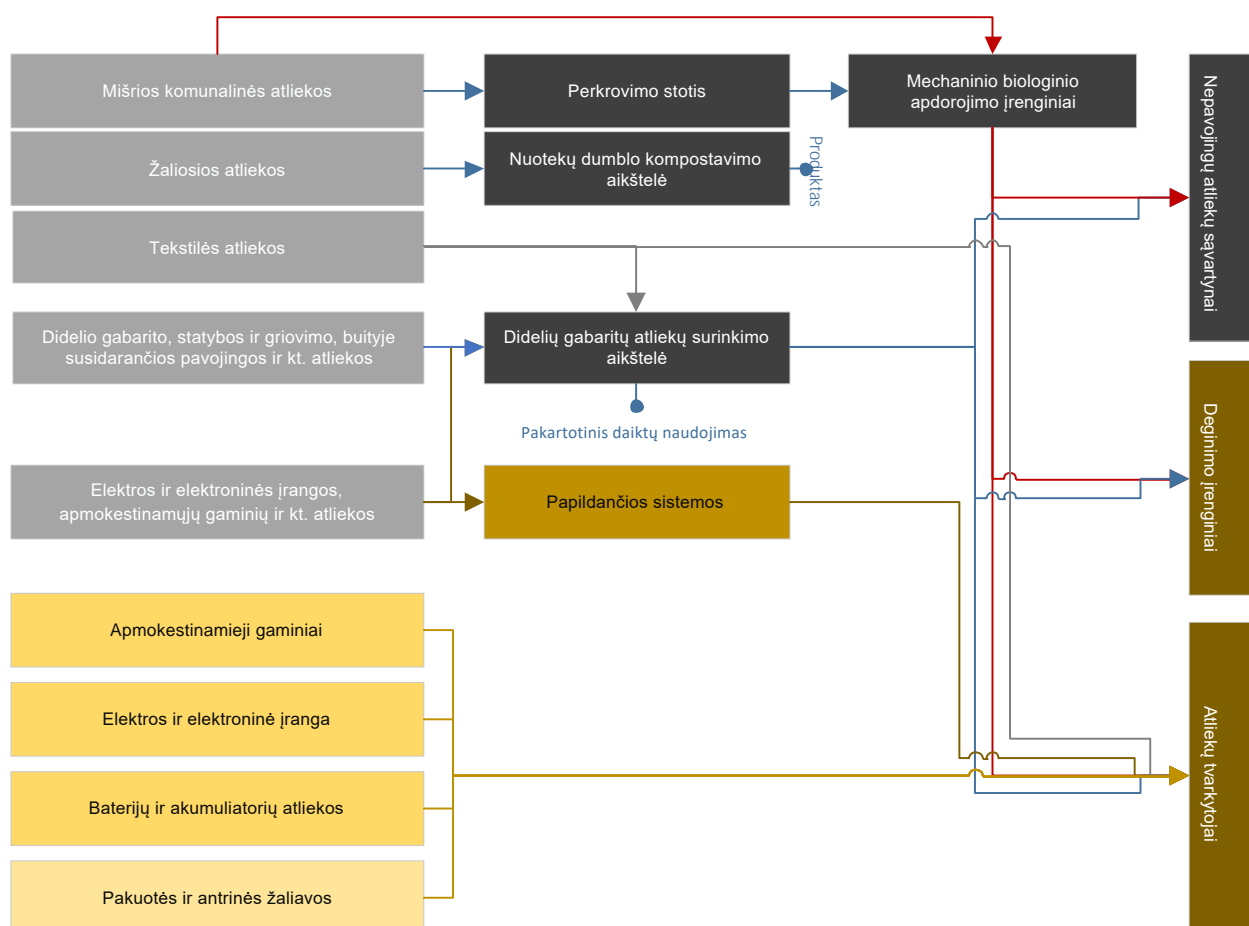 Mišrios komunalinės atliekos
Perkrovimo stotis
Mechaninio biologinio
apdorojimo įrenginiai
Nepavojingų atliekų sąvartynai
Žaliosios atliekos
Nuotekų dumblo kompostavimo
aikštelė
Produktas
Tekstilės atliekos
Didelio gabarito, statybos ir griovimo, buityje
susidarančios pavojingos ir kt. atliekos
Didelių gabaritų atliekų surinkimo
aikštelė
Pakartotinis daiktų naudojimas
Deginimo įrenginiai
Elektros ir elektroninės įrangos,
apmokestinamųjų gaminių ir kt. atliekos
Papildančios sistemos
Apmokestinamieji gaminiai
Elektros ir elektroninė įranga
Baterijų ir akumuliatorių atliekos
Pakuotės ir antrinės žaliavos
Atliekų tvarkytojai